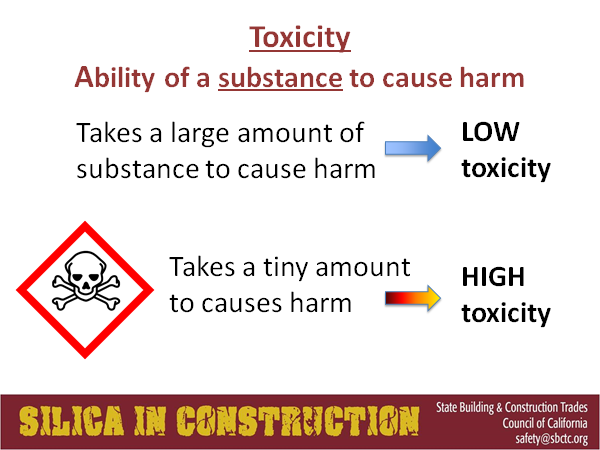 Toxicity
Ability of a substance to cause harm
Takes a large amount of
substance to cause harm
LOW
toxicity
Takes a tiny amount
to causes harm
HIGH
toxicity
SILICA IN CONSTRUCTION
State Building & Construction Trades
Council of California
safety@sbctc.org